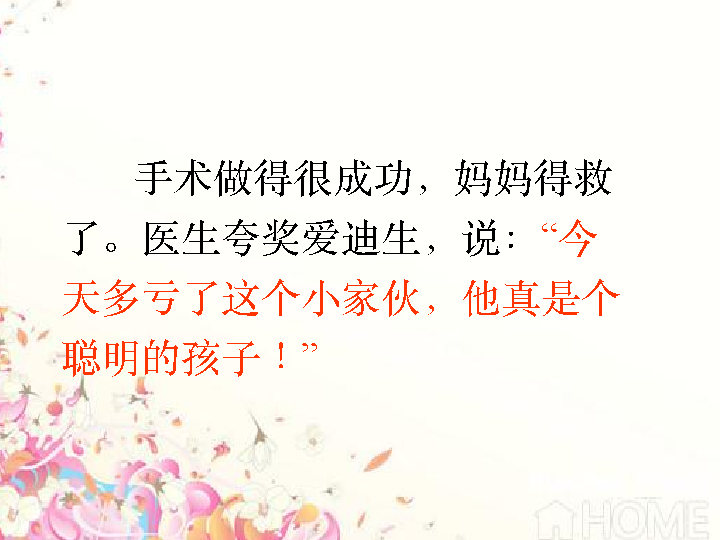 手术做得很成功，妈妈得救
了。医生夸奖爱迪生，说：“今
天多亏了这个小家伙，他真是个
聪明的孩子！”
HOME